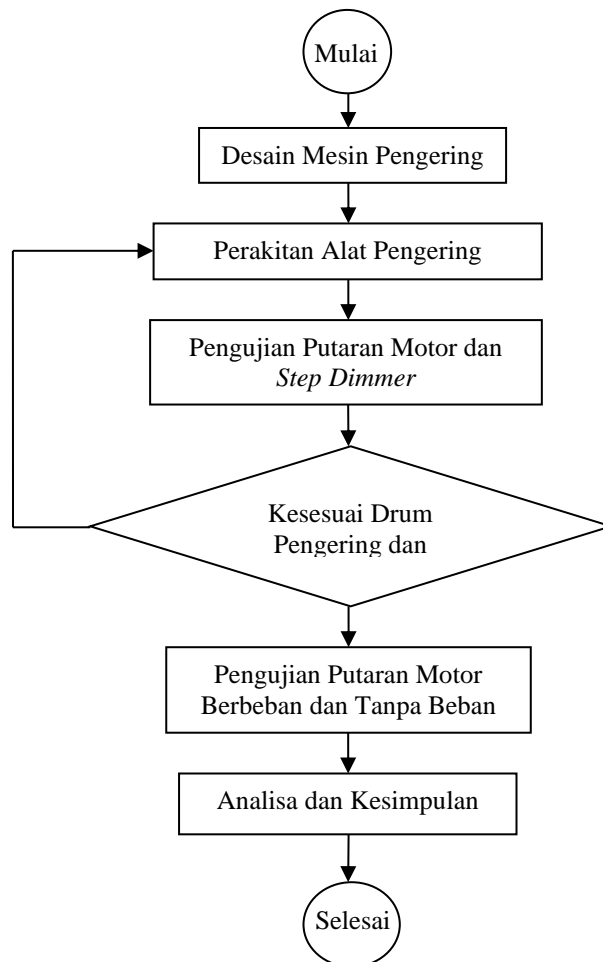 Mulai
Desain Mesin Pengering
Perakitan Alat Pengering
Pengujian Putaran Motor dan
Step Dimmer
Kesesuai Drum
Pengering dan
Pengujian Putaran Motor
Berbeban dan Tanpa Beban
Analisa dan Kesimpulan
Selesai